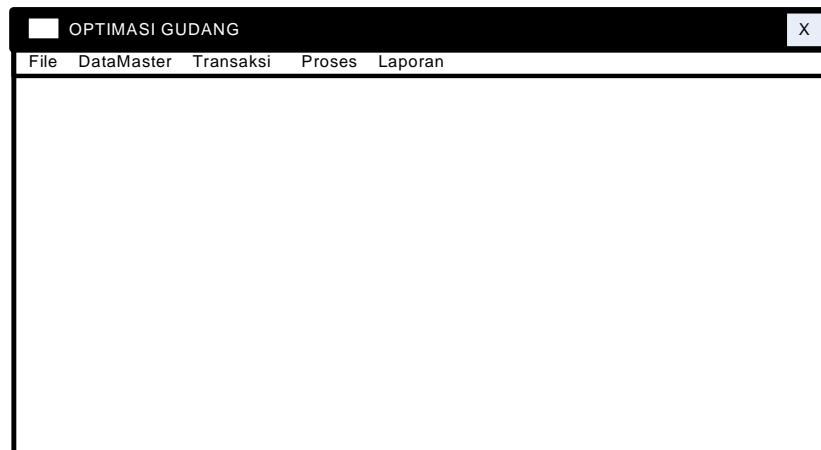 OPTIMASI GUDANG X
File DataMaster Transaksi Proses Laporan